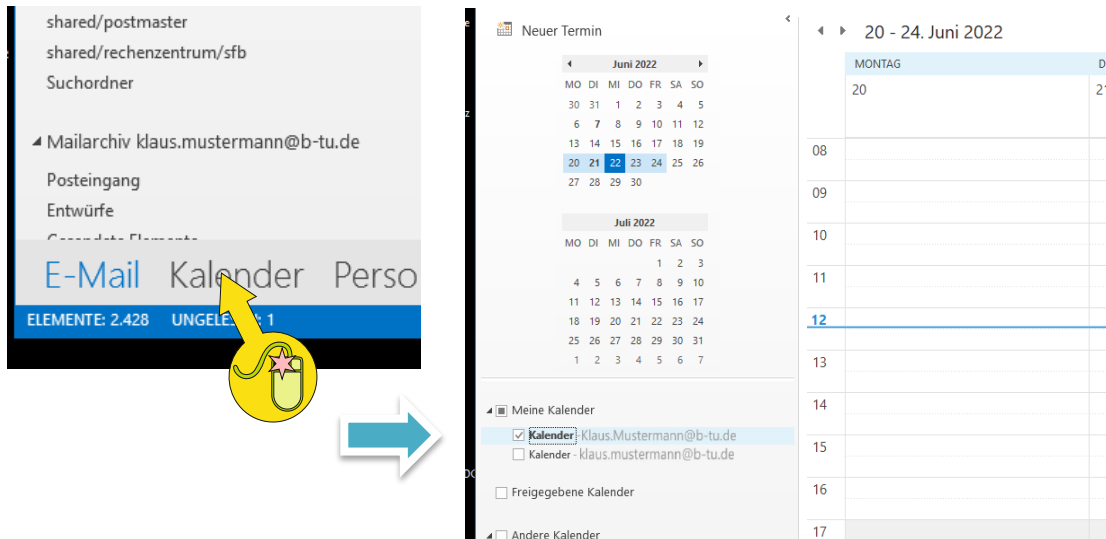 shared/postmaster
shared/rechenzentrum/sfb
Suchordner
Mailarchiv klaus.mustermann@b-tu.de
Posteingang
Entwürfe
Gesendete Elemente
E-Mail Kalender Perso
ELEMENTE: 2.428 UNGELESEN: 1
Neuer Termin
Juni 2022
MO DI MI DO FR SA SO
30 31 1 2 3 4 5
6 7 8 9 10 11 12
13 14 15 16 17 18 19
20 21 22 23 24 25 26
27 28 29 30
Juli 2022
MO DI MI DO FR SA SO
1 2 3
4 5 6 7 8 9 10
11 12 13 14 15 16 17
18 19 20 21 22 23 24
25 26 27 28 29 30 31
1 2 3 4 5 6 7
Meine Kalender
Kalender - Klaus.Mustermann@b-tu.de
Kalender - klaus.mustermann@b-tu.de
Freigegebene Kalender
Andere Kalender
20 - 24. Juni 2022
MONTAG D
20 21
08
09
10
11
12
13
14
15
16
17